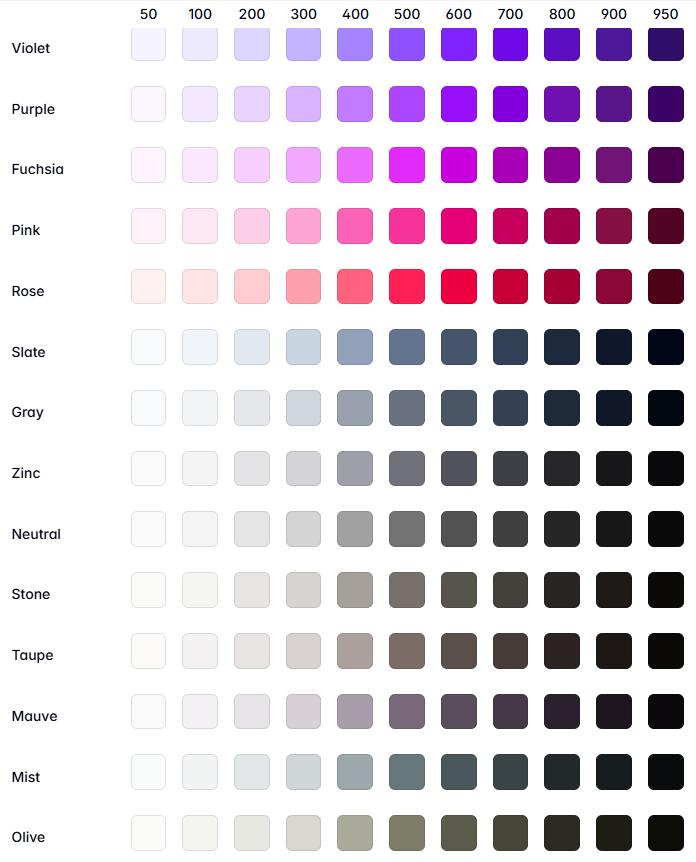 50 100 200 300 400 500 600 700 800 900 950
Violet
Purple
Fuchsia
Pink
Rose
Slate
Gray
Zinc
Neutral
Stone
Taupe
Mauve
Mist
Olive